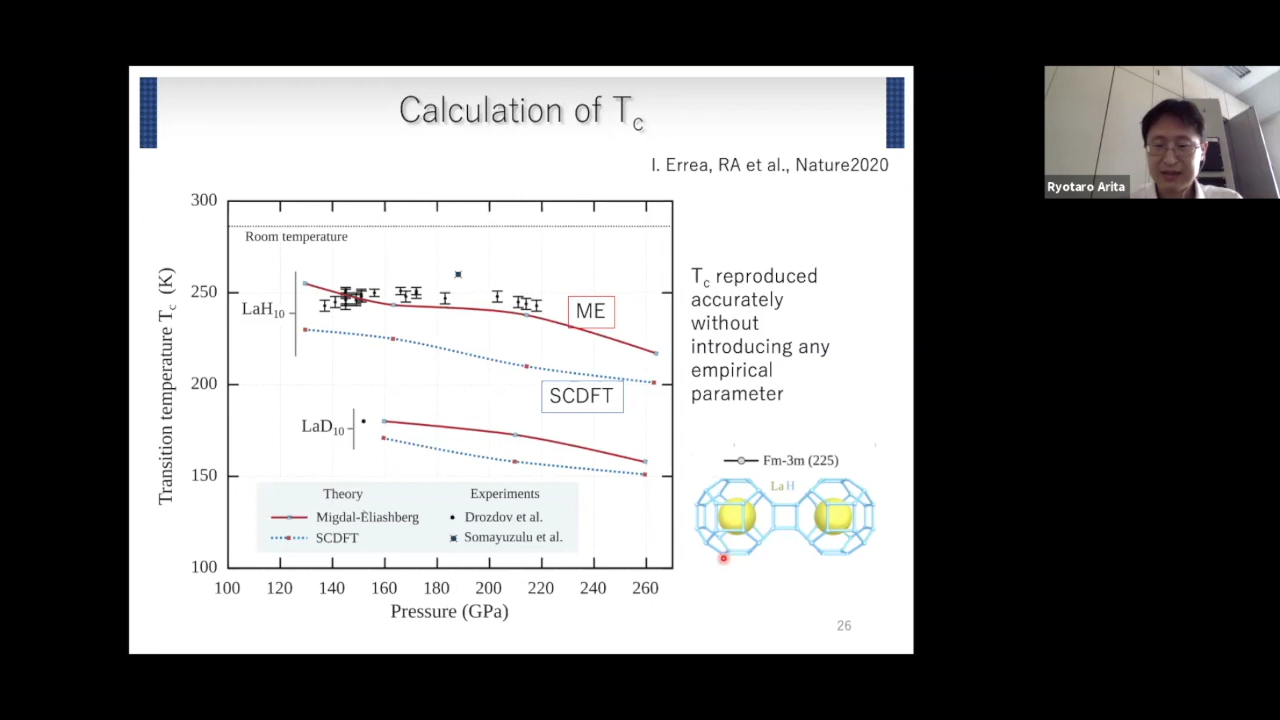 Calculation of Tc
I. Errea, RA et al., Nature2020
Ryotaro Arita
300
250
200
150
100
Transition temperature Tc (K)
Room temperature
LaH10
ME
SCDFT
LaD10
Theory
Migdal-Èliashberg
SCDFT
Experiments
Drozdov et al.
Somayuzulu et al.
100 120 140 160 180 200 220 240 260
Pressure (GPa)
Tc reproduced
accurately
without
introducing any
empirical
parameter
Fm-3m (225)
La H
26